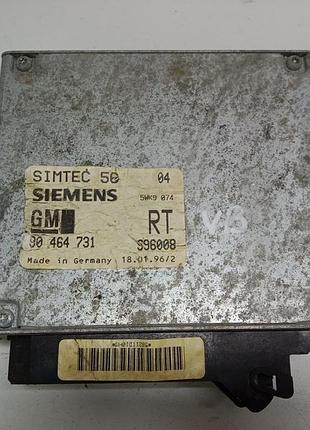 SIMTEC 56 04
SIEMENS 5WK9 074
GM RT
90 464 731 S96008
Made in Germany 18.01.96/2